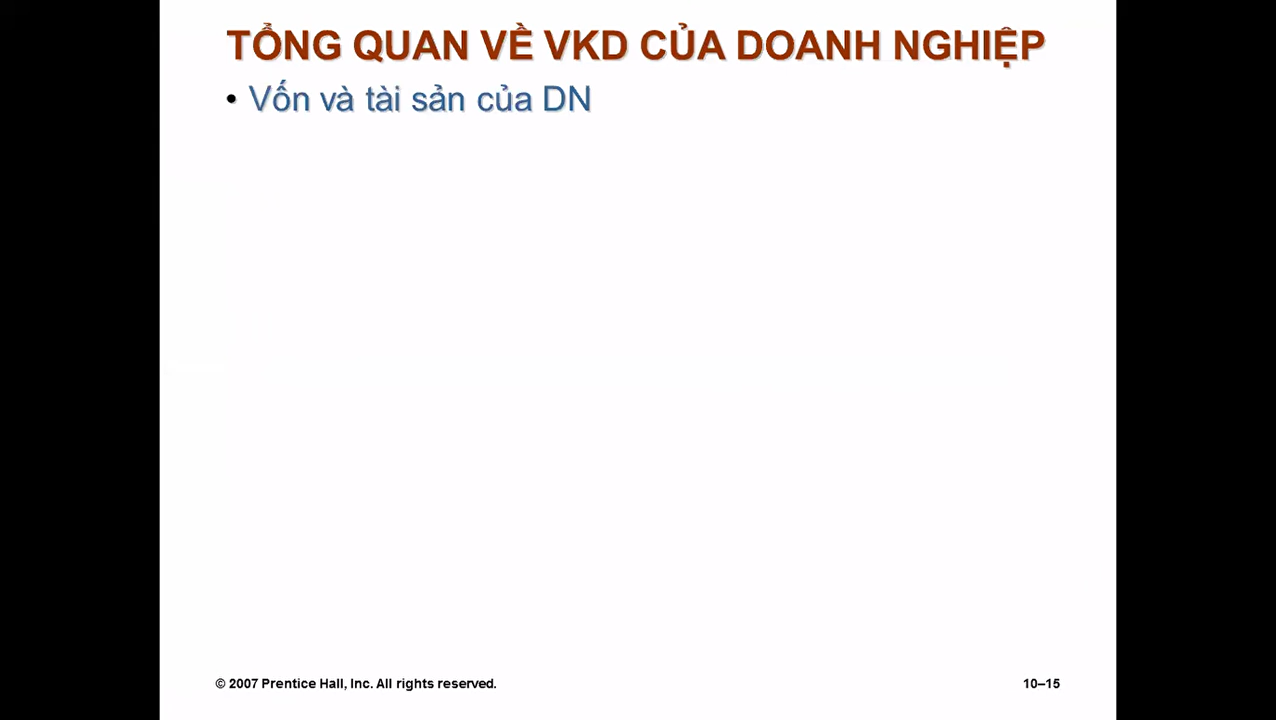 TỔNG QUAN VỀ VKD CỦA DOANH NGHIỆP
• Vốn và tài sản của DN
© 2007 Prentice Hall, Inc. All rights reserved.
10–15